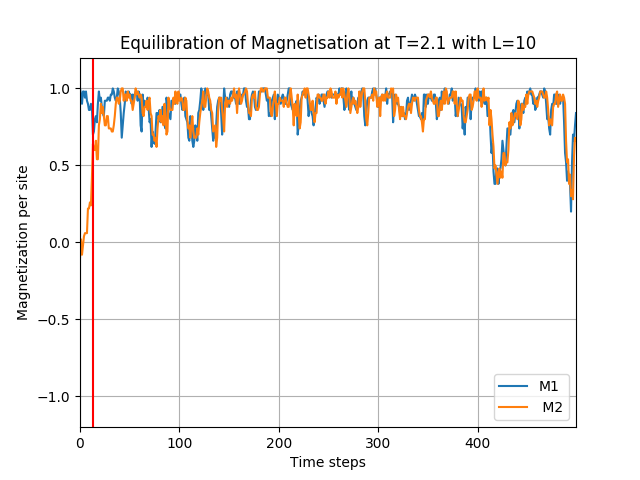 Equilibration of Magnetisation at T=2.1 with L=10
Magnetization per site
1.0
0.5
0.0
−0.5
−1.0
M1
M2
0 100 200 300 400
Time steps